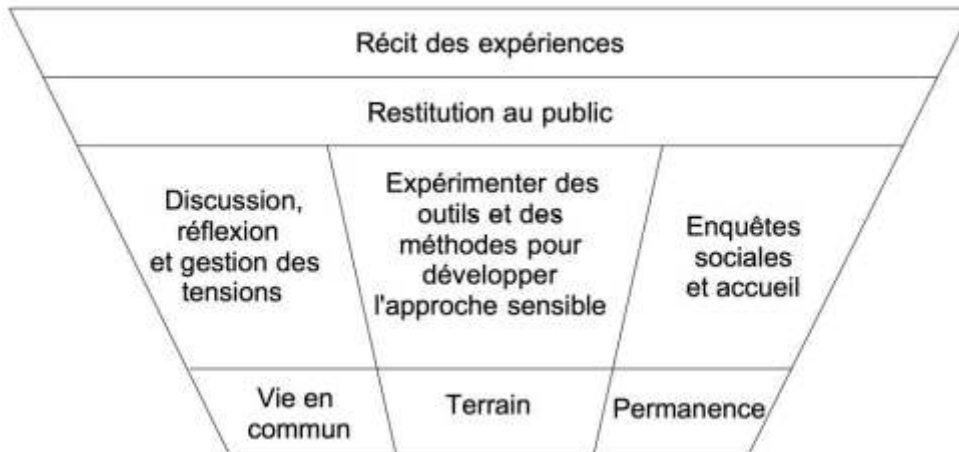 Récit des expériences
Restitution au public
Discussion,
réflexion
et gestion des
tensions
Expérimenter des
outils et des
méthodes pour
développer
l'approche sensible
Enquêtes
sociales
et accueil
Vie en
commun
Terrain
Permanence